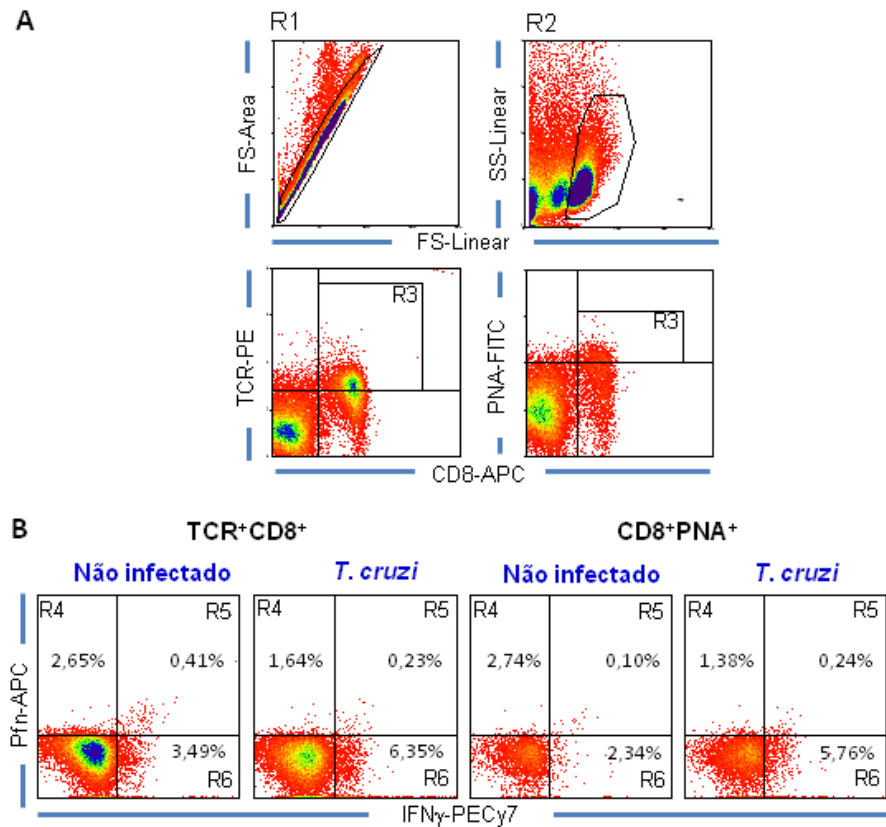 A
R1
R2
FS-Area
SS-Linear
FS-Linear
R3
R3
TCR-PE
PNA-FITC
CD8-APC
B
TCR⁺CD8⁺
CD8⁺PNA⁺
Não infectado
T. cruzi
Não infectado
T. cruzi
R4 R5
R4 R5
R4 R5
R4 R5
2,65% 0,41%
1,64% 0,23%
2,74% 0,10%
1,38% 0,24%
Pfn-APC
3,49%
6,35%
2,34%
5,76%
R6
R6
R6
R6
IFNγ-PECy7